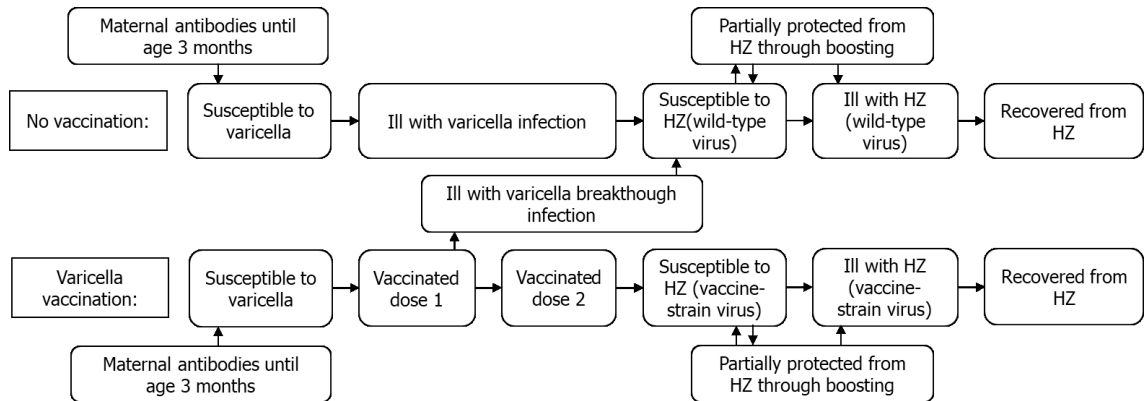 Maternal antibodies until
age 3 months
Partially protected from
HZ through boosting
No vaccination:
Susceptible to
varicella
Ill with varicella infection
Susceptible to
HZ(wild-type
virus)
Ill with HZ
(wild-type
virus)
Recovered from
HZ
Ill with varicella breakthough
infection
Varicella
vaccination:
Susceptible to
varicella
Vaccinated
dose 1
Vaccinated
dose 2
Susceptible to
HZ (vaccine-
strain virus)
Ill with HZ
(vaccine-
strain virus)
Recovered from
HZ
Maternal antibodies until
age 3 months
Partially protected from
HZ through boosting